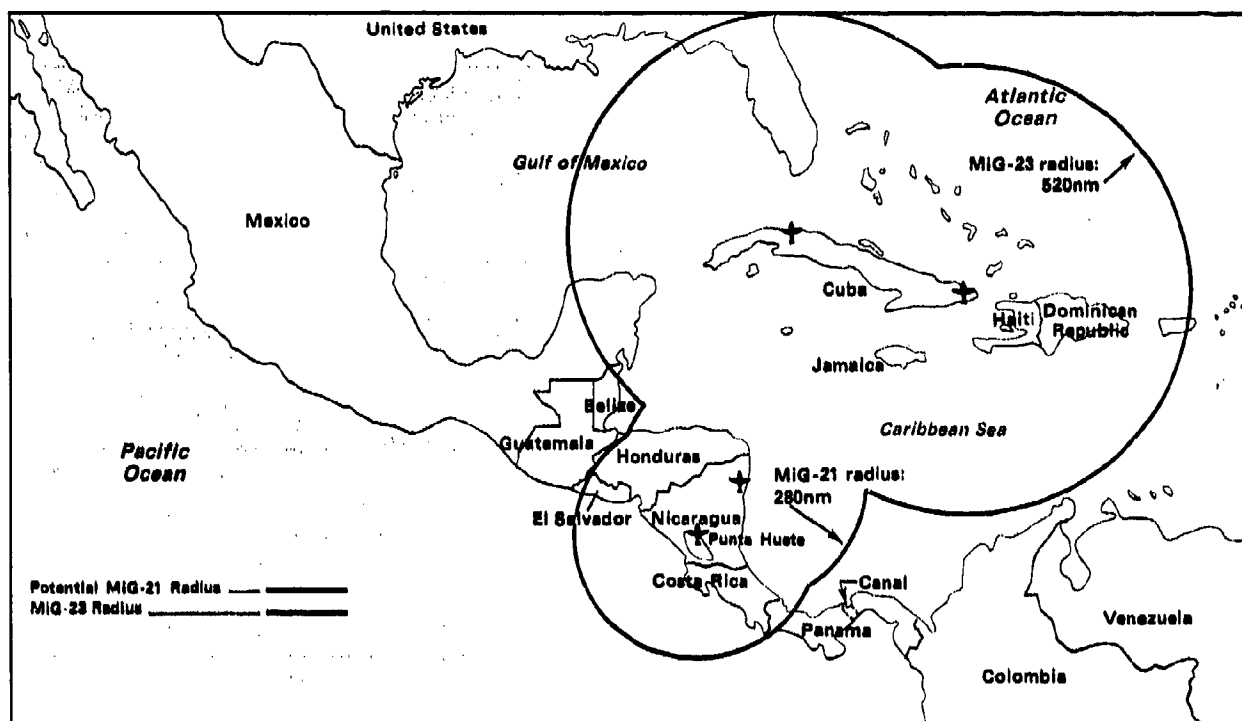 United States
Atlantic
Ocean
MiG-23 radius:
520nm
Gulf of Mexico
Mexico
Cuba
Haiti
Dominican
Republic
Jamaica
Belize
Caribbean Sea
Guatemala
Honduras
Pacific
Ocean
MiG-21 radius:
280nm
El Salvador
Nicaragua
Punta Huete
Costa Rica
Canal
Panama
Venezuela
Colombia
Potential MiG-21 Radius
MiG-23 Radius